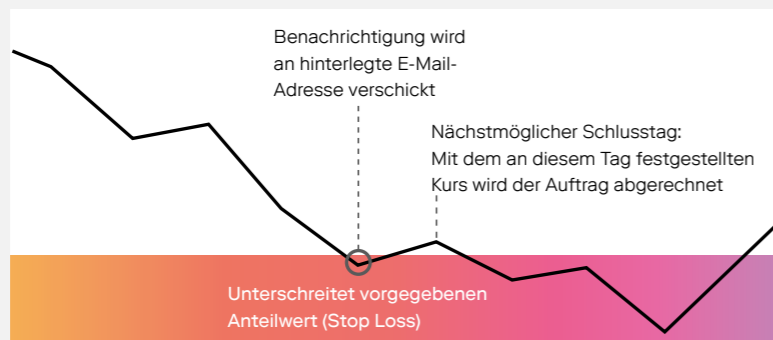 Benachrichtigung wird
an hinterlegte E-Mail-
Adresse verschickt
Nächstmöglicher Schlusstag:
Mit dem an diesem Tag festgestellten
Kurs wird der Auftrag abgerechnet
Unterschreitet vorgegebenen
Anteilwert (Stop Loss)